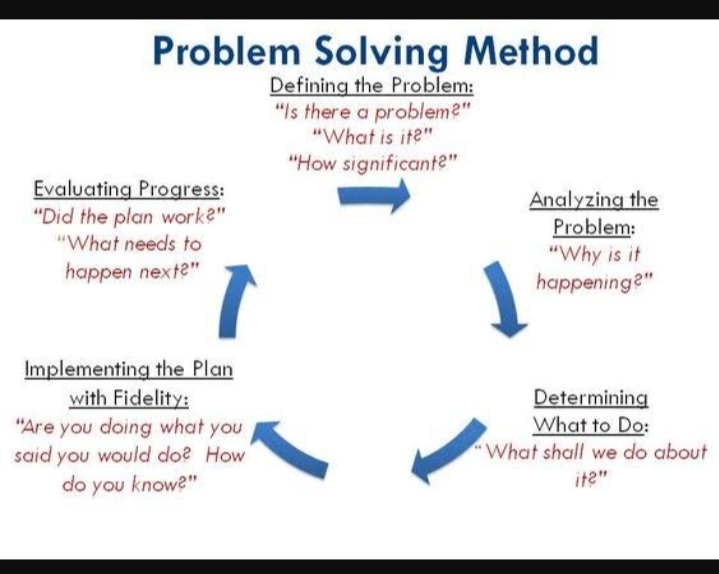 Problem Solving Method
Defining the Problem:
"Is there a problem?"
"What is it?"
"How significant?"
Analyzing the
Problem:
"Why is it
happening?"
Determining
What to Do:
"What shall we do about
it?"
Implementing the Plan
with Fidelity:
"Are you doing what you
said you would do? How
do you know?"
Evaluating Progress:
"Did the plan work?"
"What needs to
happen next?"